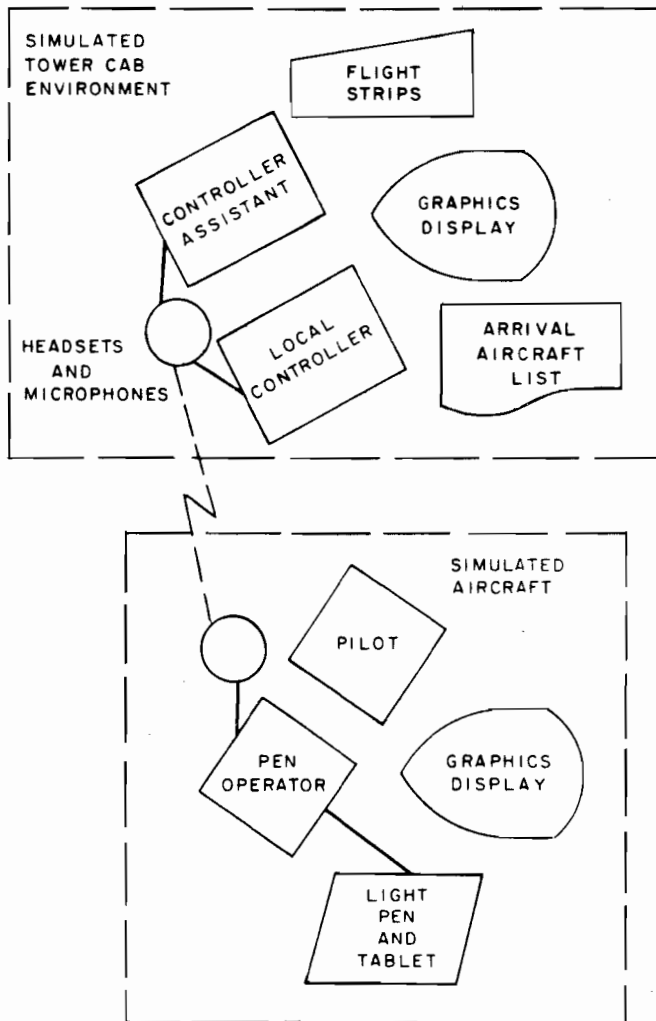 SIMULATED
TOWER CAB
ENVIRONMENT
FLIGHT
STRIPS
CONTROLLER
ASSISTANT
GRAPHICS
DISPLAY
HEADSETS
AND
MICROPHONES
LOCAL
CONTROLLER
ARRIVAL
AIRCRAFT
LIST
SIMULATED
AIRCRAFT
PILOT
PEN
OPERATOR
GRAPHICS
DISPLAY
LIGHT
PEN
AND
TABLET